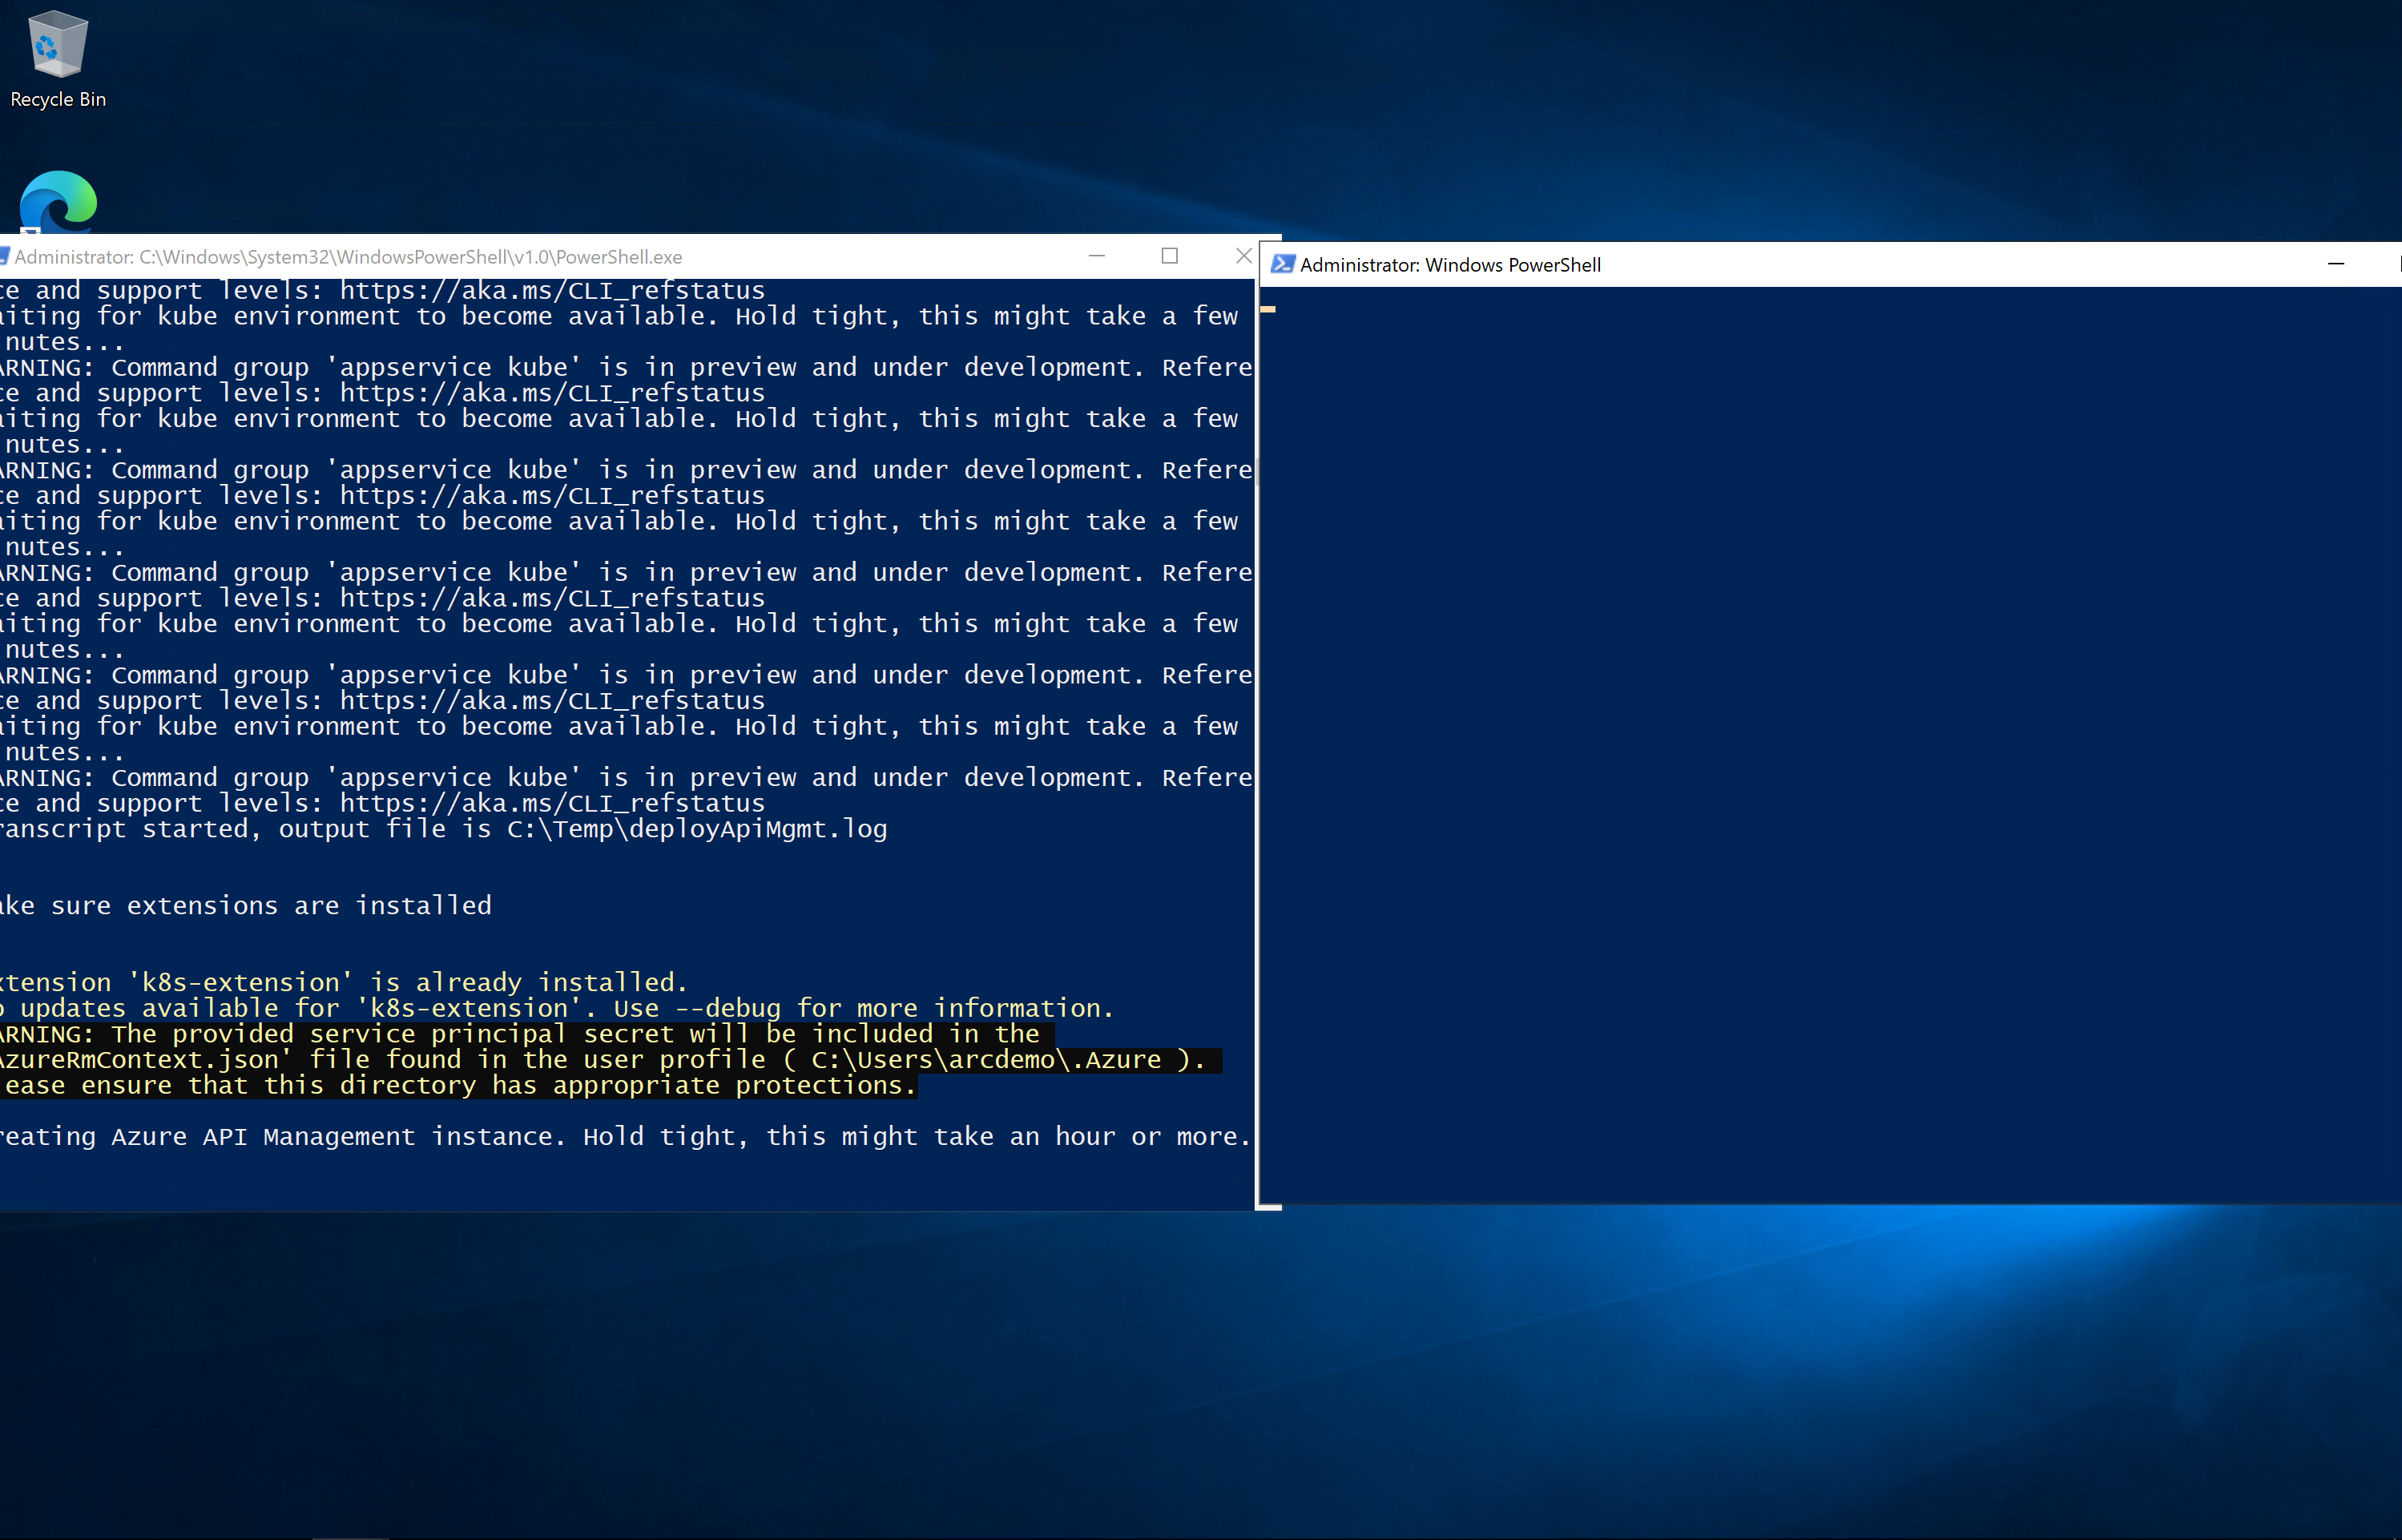 Recycle Bin
Administrator: C:\Windows\System32\WindowsPowerShell\v1.0\PowerShell.exe
Administrator: Windows PowerShell
ce and support levels: https://aka.ms/CLI_refstatus
aiting for kube environment to become available. Hold tight, this might take a few
nutes...
ARNING: Command group 'appservice kube' is in preview and under development. Refere
ce and support levels: https://aka.ms/CLI_refstatus
aiting for kube environment to become available. Hold tight, this might take a few
nutes...
ARNING: Command group 'appservice kube' is in preview and under development. Refere
ce and support levels: https://aka.ms/CLI_refstatus
aiting for kube environment to become available. Hold tight, this might take a few
nutes...
ARNING: Command group 'appservice kube' is in preview and under development. Refere
ce and support levels: https://aka.ms/CLI_refstatus
aiting for kube environment to become available. Hold tight, this might take a few
nutes...
ARNING: Command group 'appservice kube' is in preview and under development. Refere
ce and support levels: https://aka.ms/CLI_refstatus
aiting for kube environment to become available. Hold tight, this might take a few
nutes...
ARNING: Command group 'appservice kube' is in preview and under development. Refere
ce and support levels: https://aka.ms/CLI_refstatus
ranscript started, output file is C:\Temp\deployApiMgmt.log
ake sure extensions are installed
xtension 'k8s-extension' is already installed.
o updates available for 'k8s-extension'. Use --debug for more information.
ARNING: The provided service principal secret will be included in the
AzureRmContext.json' file found in the user profile ( C:\Users\arcdemo\.Azure ).
ease ensure that this directory has appropriate protections.
reating Azure API Management instance. Hold tight, this might take an hour or more.